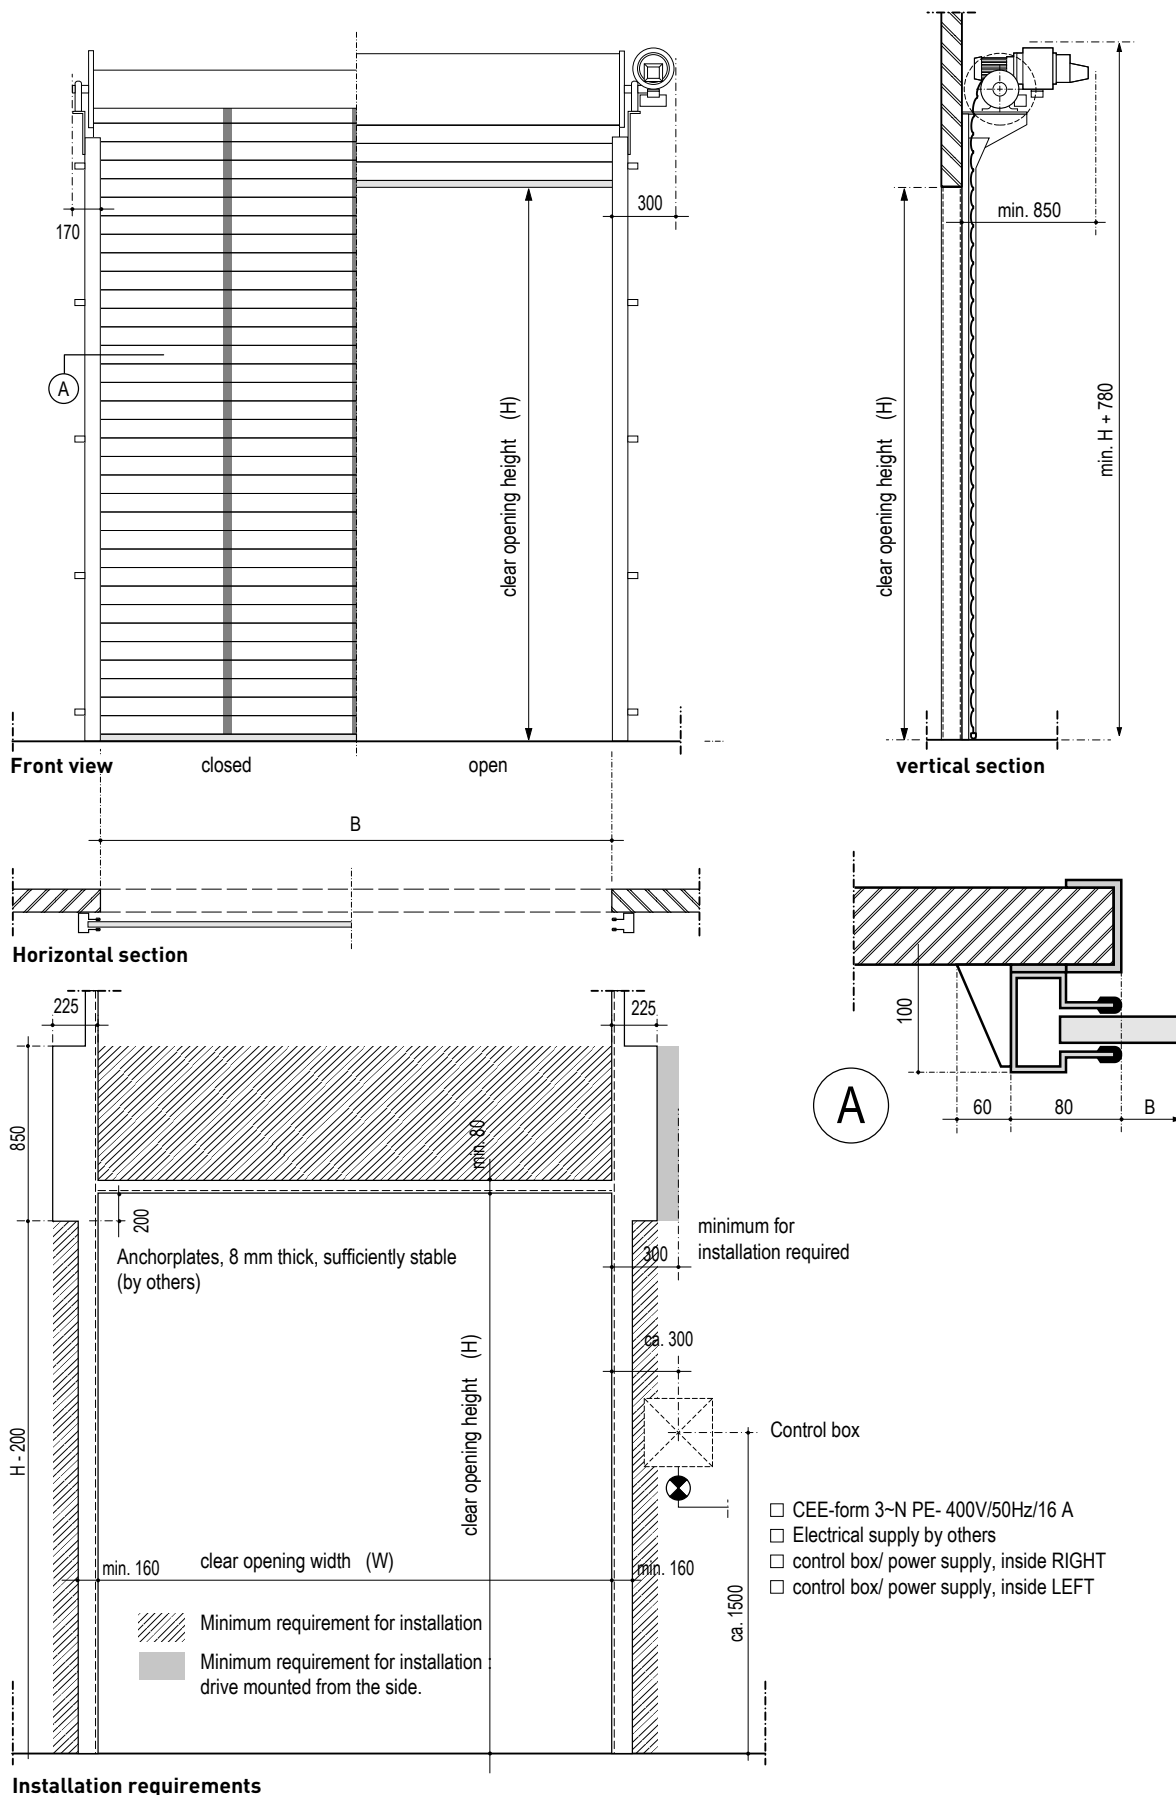 170
300
A
clear opening height (H)
Front view
closed
open
min. 850
clear opening height (H)
min. H + 780
vertical section
B
Horizontal section
100
A
60
80
B
225
225
850
min. 80
200
Anchorplates, 8 mm thick, sufficiently stable
(by others)
minimum for
installation required
300
ca. 300
clear opening height (H)
H - 200
Control box
CEE-form 3~N PE- 400V/50Hz/16 A
Electrical supply by others
control box/ power supply, inside RIGHT
control box/ power supply, inside LEFT
min. 160
clear opening width (W)
min. 160
ca. 1500
Minimum requirement for installation
Minimum requirement for installation :
drive mounted from the side.
Installation requirements